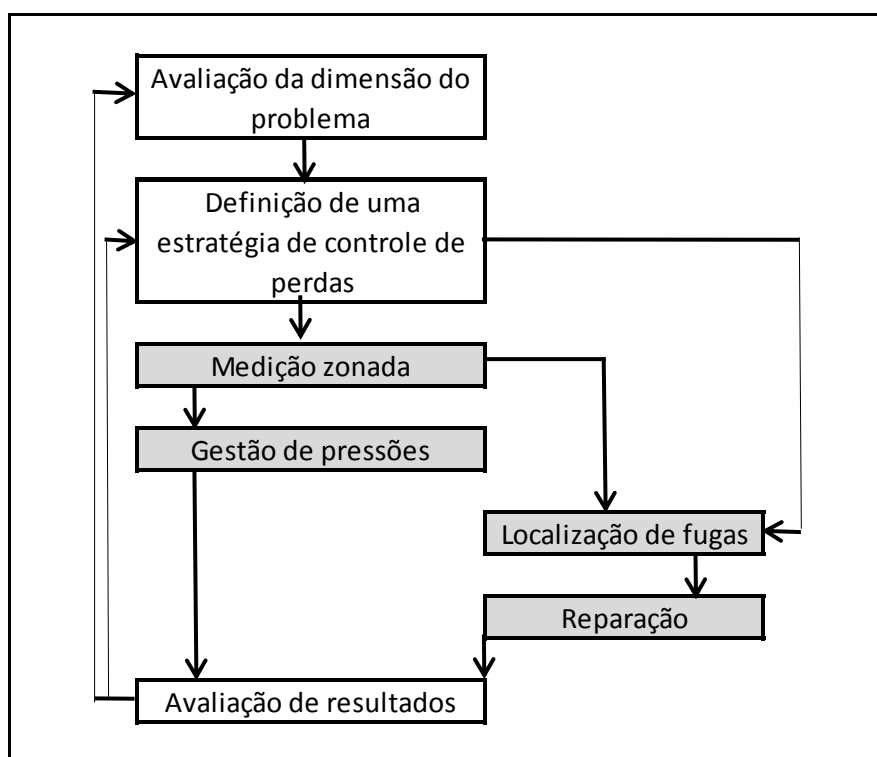 Avaliação da dimensão do
problema
Definição de uma
estratégia de controle de
perdas
Medição zonada
Gestão de pressões
Localização de fugas
Reparação
Avaliação de resultados